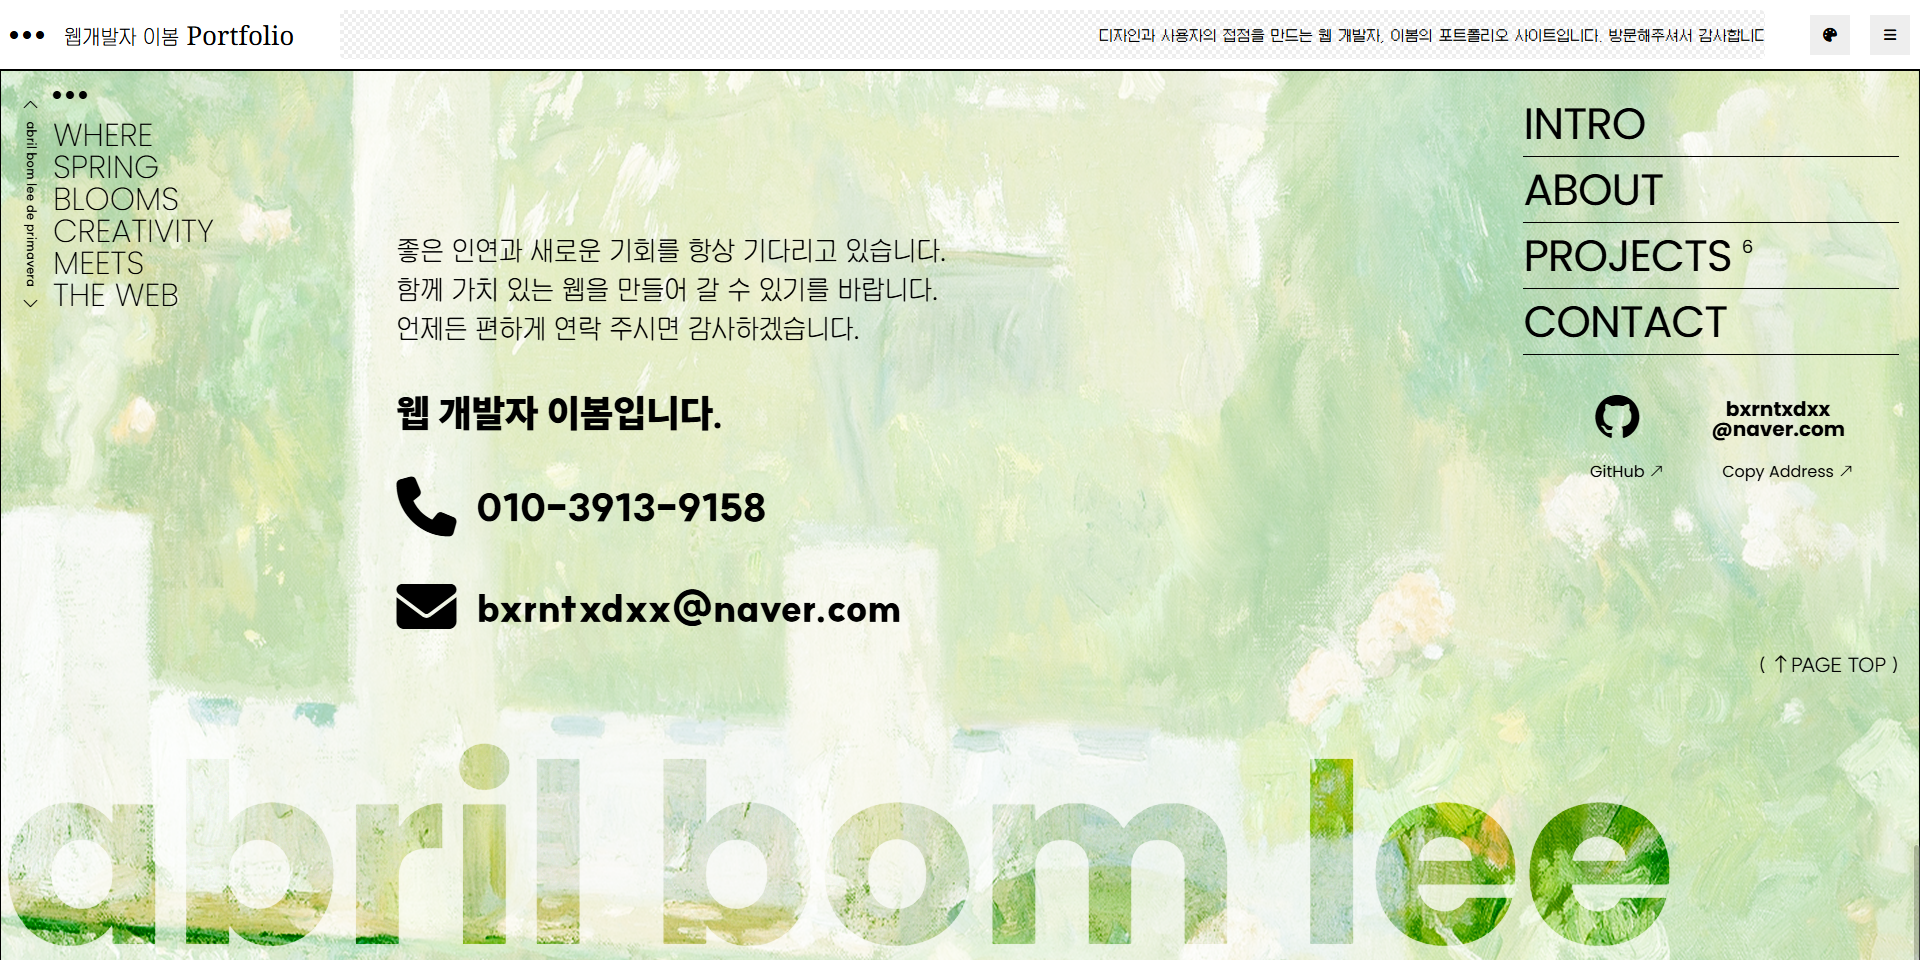 웹개발자 이봄 Portfolio
디자인과 사용자의 접점을 만드는 웹 개발자, 이봄의 포트폴리오 사이트입니다. 방문해주셔서 감사합니다
abril bom lee de primavera
WHERE
SPRING
BLOOMS
CREATIVITY
MEETS
THE WEB
좋은 인연과 새로운 기회를 항상 기다리고 있습니다.
함께 가치 있는 웹을 만들어 갈 수 있기를 바랍니다.
언제든 편하게 연락 주시면 감사하겠습니다.
웹 개발자 이봄입니다.
010-3913-9158
bxrntxdxx@naver.com
INTRO
ABOUT
PROJECTS 6
CONTACT
bxrntxdxx
@naver.com
GitHub ↗
Copy Address ↗
( ↑ PAGE TOP )
abril bom lee